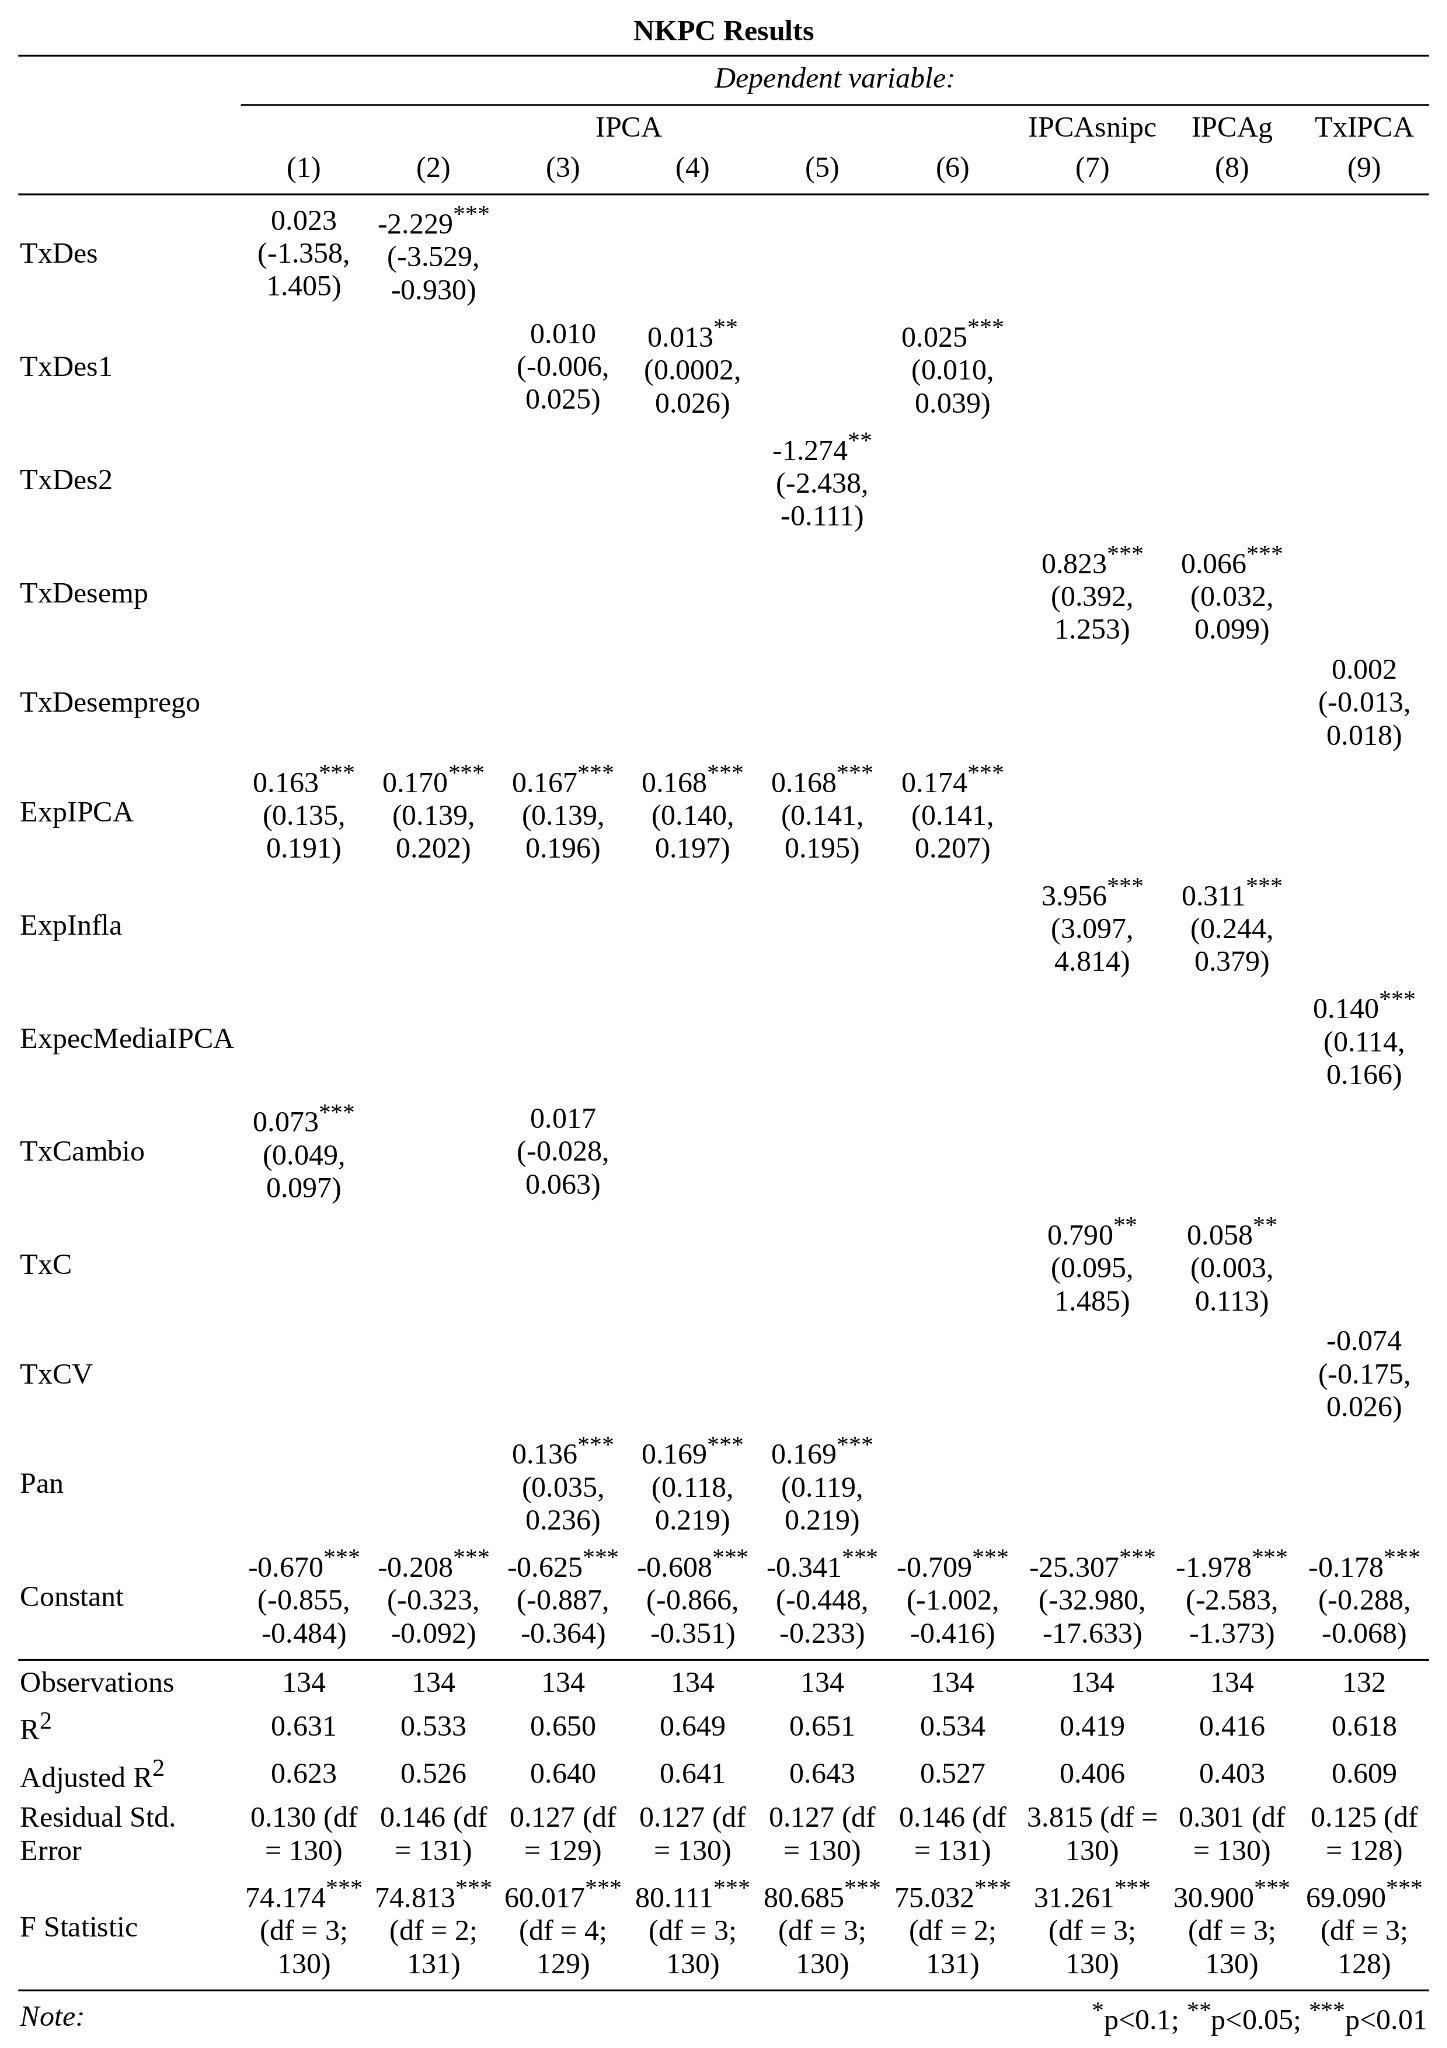 NKPC Results
Dependent variable:
IPCA IPCAsnipc IPCAg TxIPCA
(1) (2) (3) (4) (5) (6) (7) (8) (9)
TxDes 0.023 -2.229***
(-1.358, (-3.529,
1.405) -0.930)
TxDes1 0.010 0.013** 0.025***
(-0.006, (0.0002, (0.010,
0.025) 0.026) 0.039)
TxDes2 -1.274**
(-2.438,
-0.111)
TxDesemp 0.823*** 0.066***
(0.392, (0.032,
1.253) 0.099)
TxDesemprego 0.002
(-0.013,
0.018)
ExpIPCA 0.163*** 0.170*** 0.167*** 0.168*** 0.168*** 0.174***
(0.135, (0.139, (0.139, (0.140, (0.141, (0.141,
0.191) 0.202) 0.196) 0.197) 0.195) 0.207)
ExpInfla 3.956*** 0.311***
(3.097, (0.244,
4.814) 0.379)
ExpecMediaIPCA 0.140***
(0.114,
0.166)
TxCambio 0.073*** 0.017
(0.049, (-0.028,
0.097) 0.063)
TxC 0.790** 0.058**
(0.095, (0.003,
1.485) 0.113)
TxCV -0.074
(-0.175,
0.026)
Pan 0.136*** 0.169*** 0.169***
(0.035, (0.118, (0.119,
0.236) 0.219) 0.219)
Constant -0.670*** -0.208*** -0.625*** -0.608*** -0.341*** -0.709*** -25.307*** -1.978*** -0.178***
(-0.855, (-0.323, (-0.887, (-0.866, (-0.448, (-1.002, (-32.980, (-2.583, (-0.288,
-0.484) -0.092) -0.364) -0.351) -0.233) -0.416) -17.633) -1.373) -0.068)
Observations 134 134 134 134 134 134 134 134 132
R2 0.631 0.533 0.650 0.649 0.651 0.534 0.419 0.416 0.618
Adjusted R2 0.623 0.526 0.640 0.641 0.643 0.527 0.406 0.403 0.609
Residual Std. 0.130 (df 0.146 (df 0.127 (df 0.127 (df 0.127 (df 0.146 (df 3.815 (df = 0.301 (df 0.125 (df
Error = 130) = 131) = 129) = 130) = 130) = 131) 130) = 130) = 128)
F Statistic 74.174*** 74.813*** 60.017*** 80.111*** 80.685*** 75.032*** 31.261*** 30.900*** 69.090***
(df = 3; (df = 2; (df = 4; (df = 3; (df = 3; (df = 2; (df = 3; (df = 3; (df = 3;
130) 131) 129) 130) 130) 131) 130) 130) 128)
Note: *p<0.1; **p<0.05; ***p<0.01